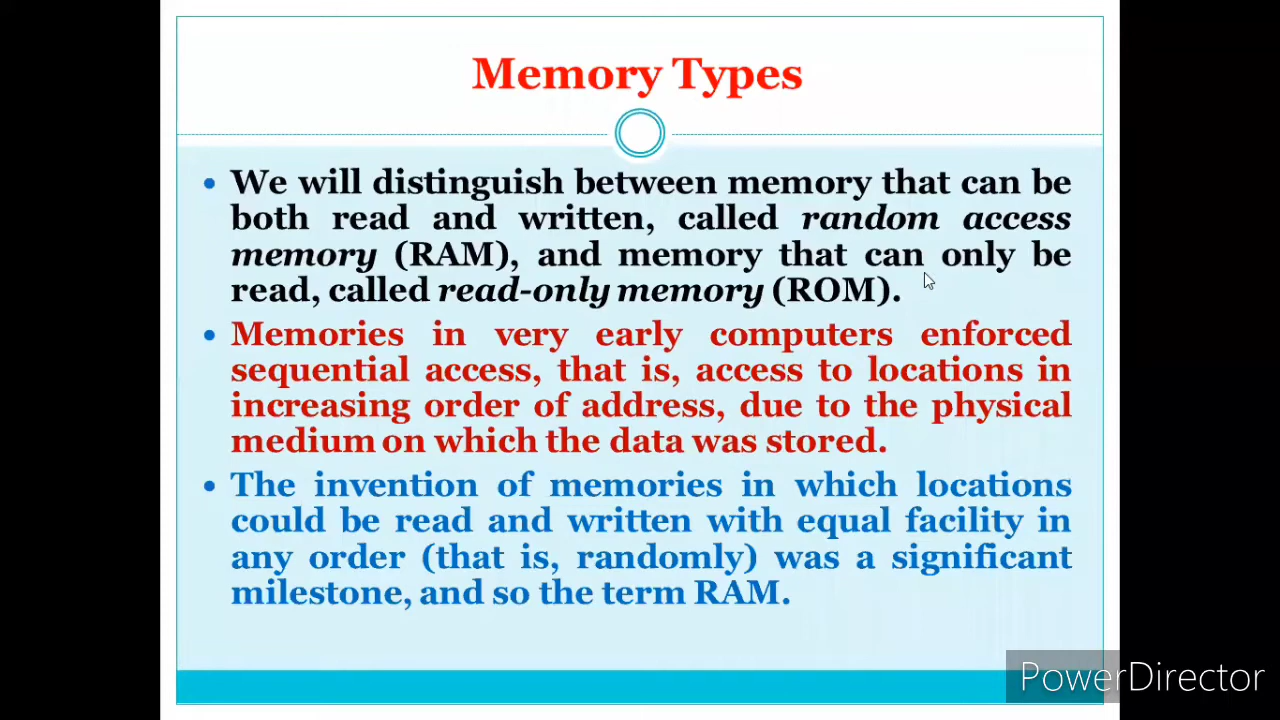 Memory Types
• We will distinguish between memory that can be
both read and written, called random access
memory (RAM), and memory that can only be
read, called read-only memory (ROM).
• Memories in very early computers enforced
sequential access, that is, access to locations in
increasing order of address, due to the physical
medium on which the data was stored.
• The invention of memories in which locations
could be read and written with equal facility in
any order (that is, randomly) was a significant
milestone, and so the term RAM.
PowerDirector